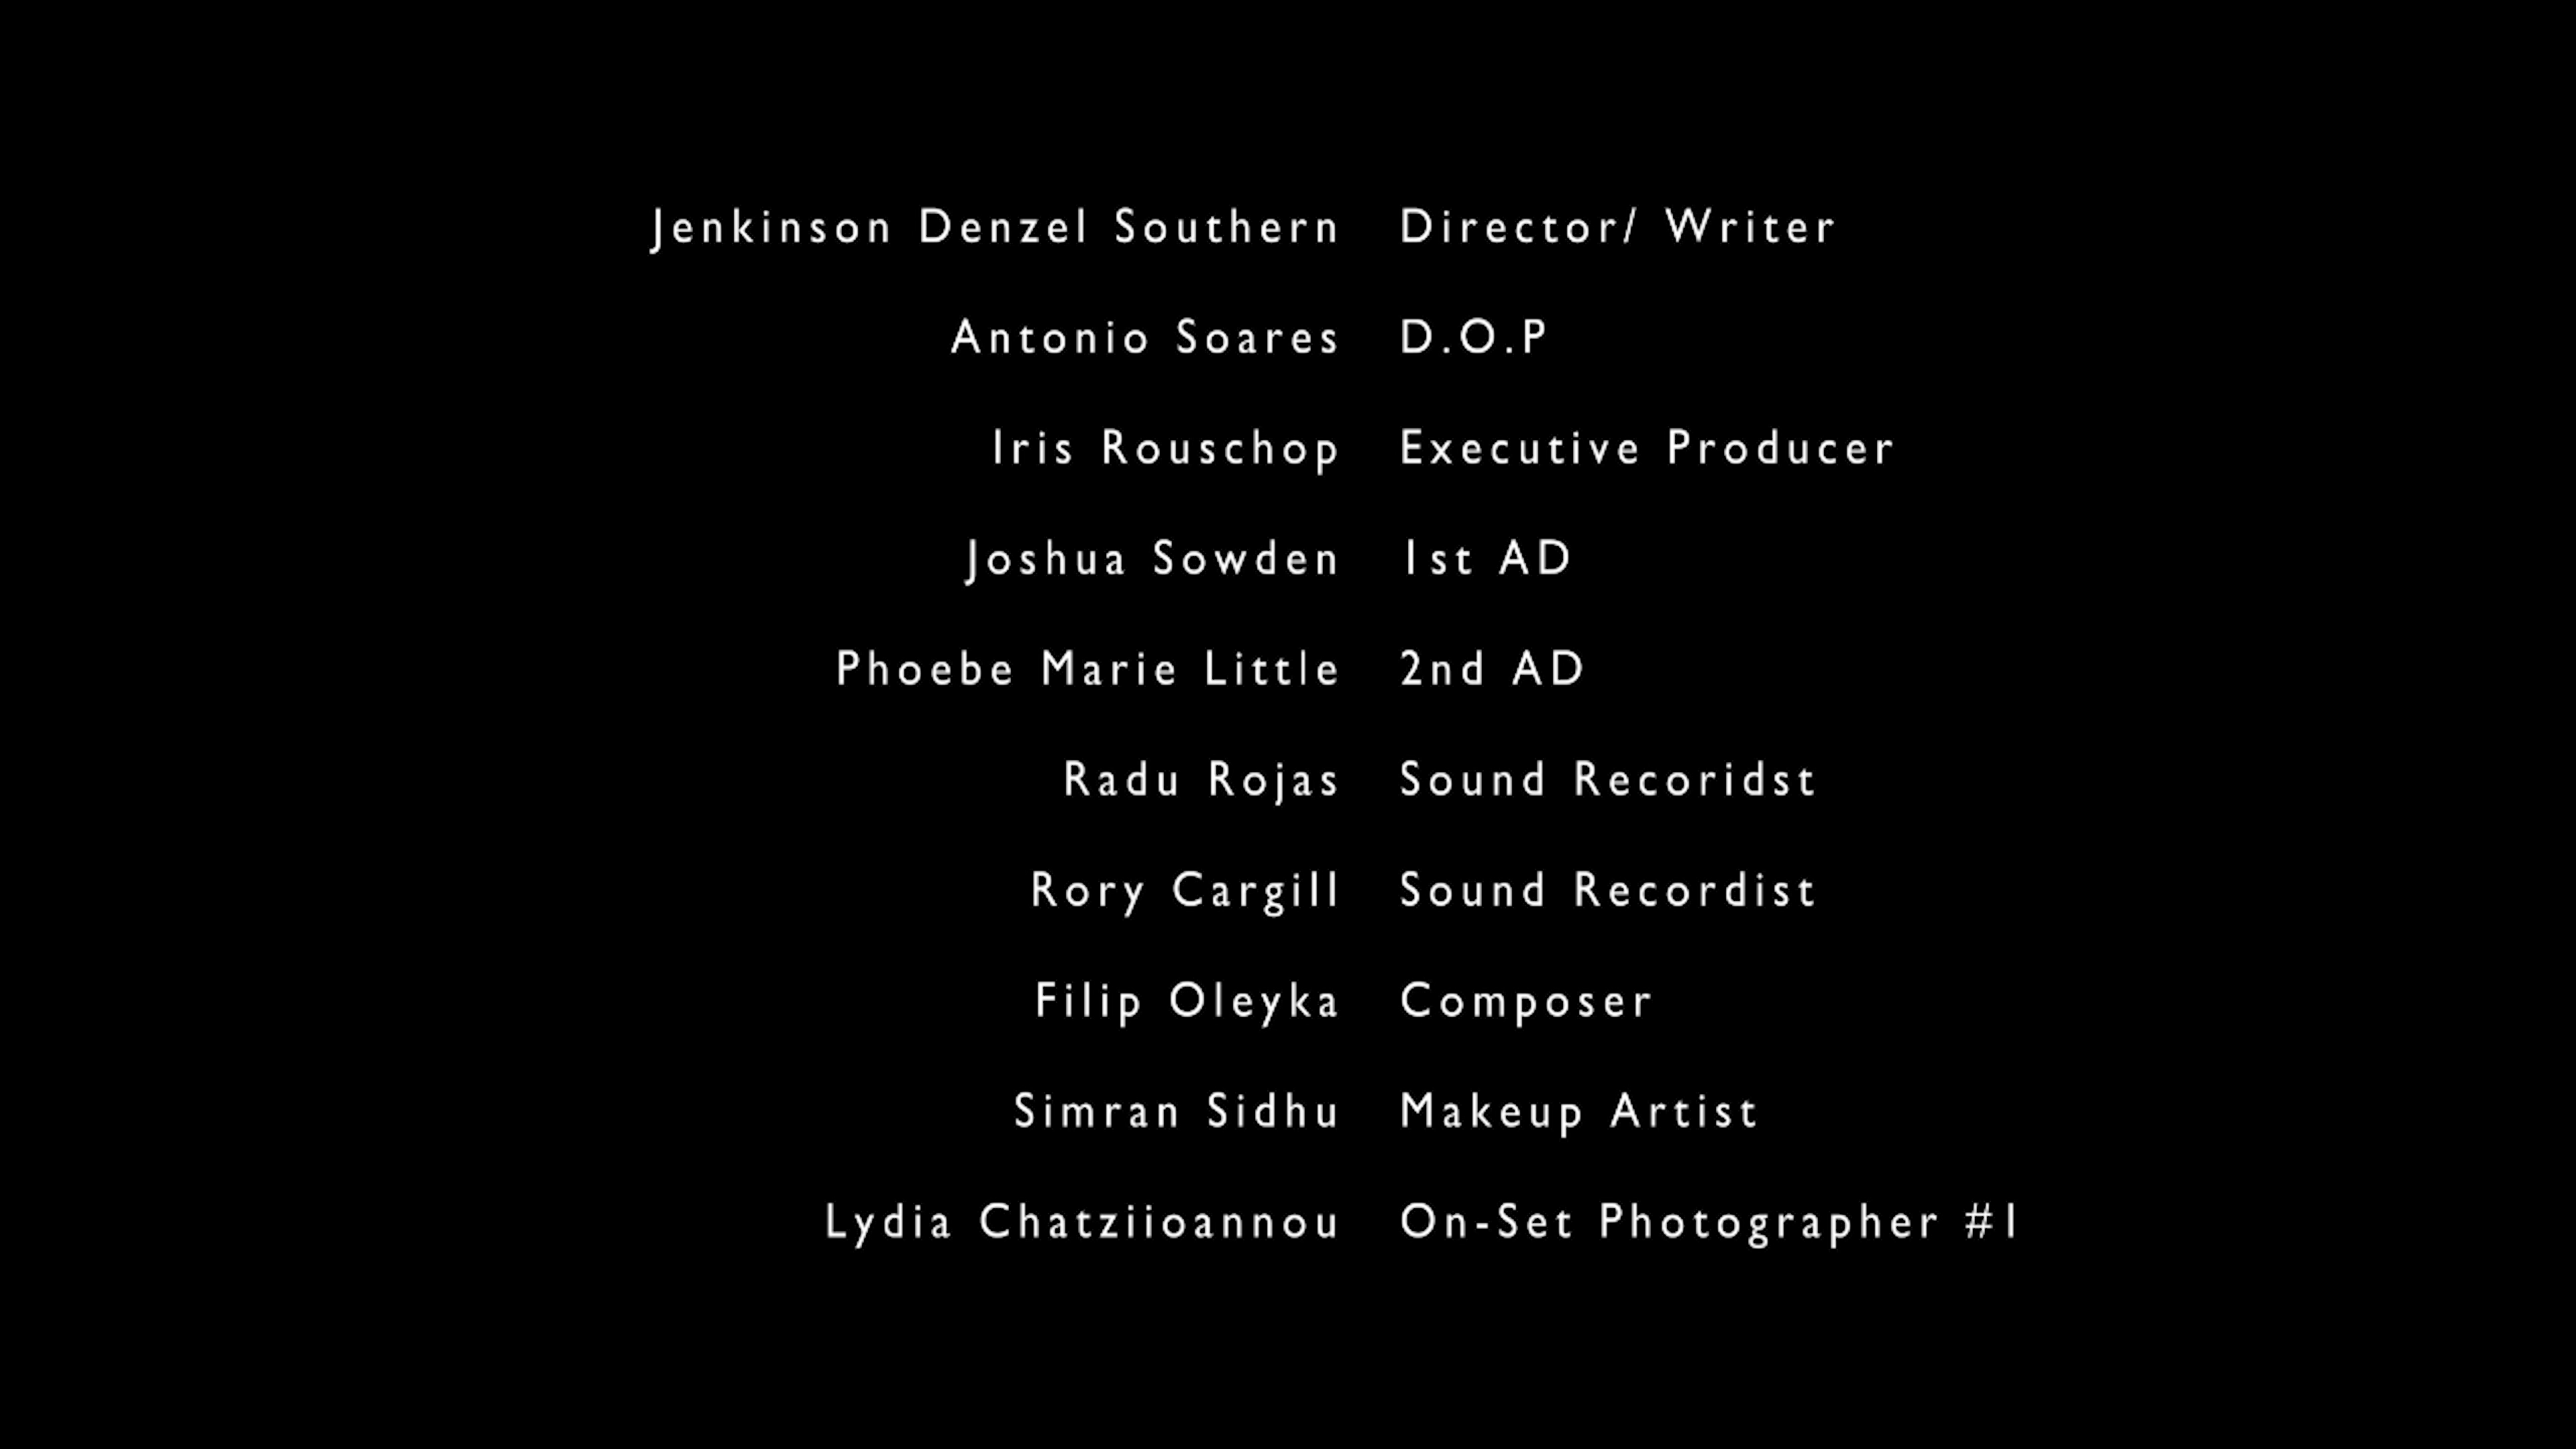 Jenkinson Denzel Southern Director/ Writer
Antonio Soares D.O.P
Iris Rouschop Executive Producer
Joshua Sowden 1st AD
Phoebe Marie Little 2nd AD
Radu Rojas Sound Recoridst
Rory Cargill Sound Recordist
Filip Oleyka Composer
Simran Sidhu Makeup Artist
Lydia Chatziioannou On-Set Photographer #1